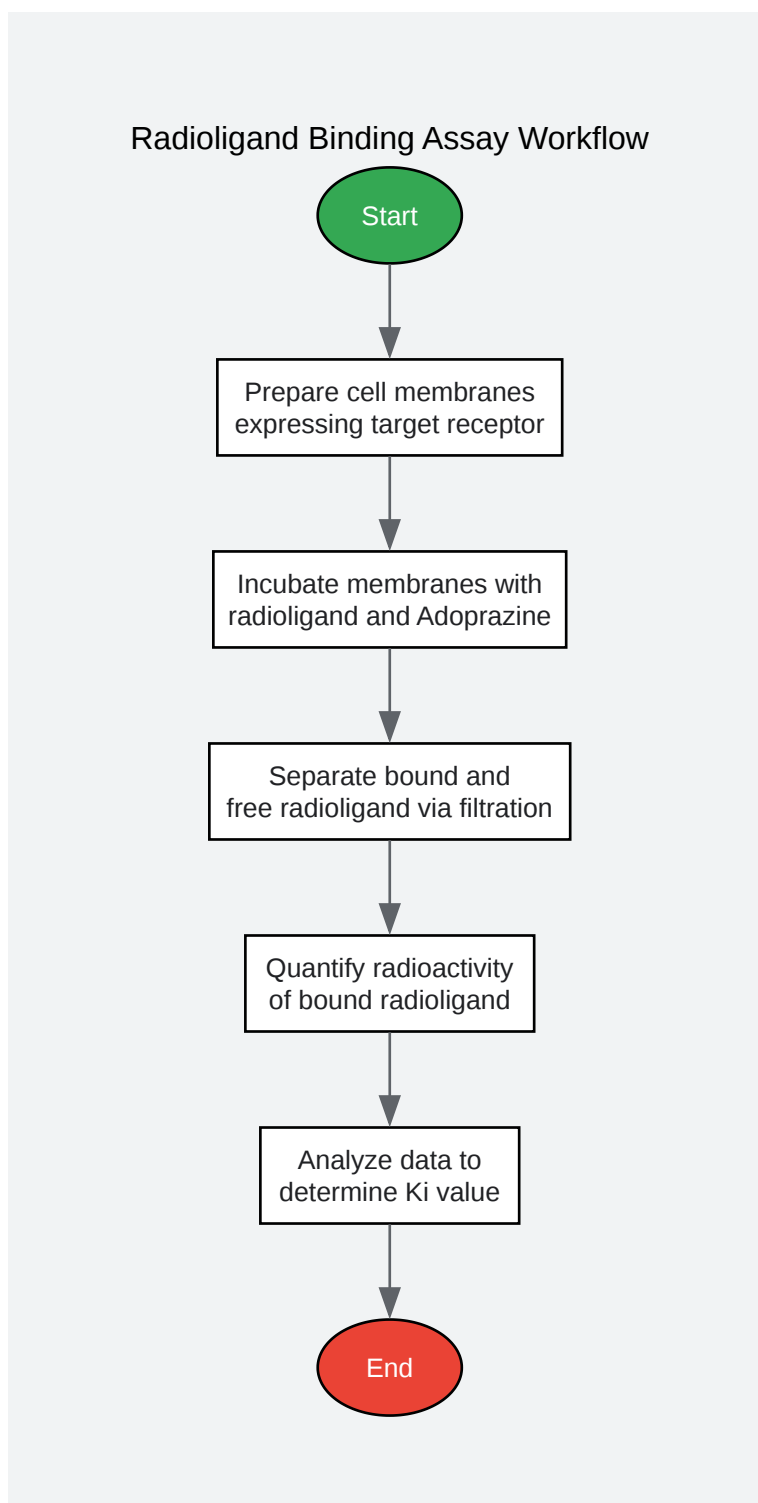 Radioligand Binding Assay Workflow
Start
Prepare cell membranes
expressing target receptor
Incubate membranes with
radioligand and Adoprazine
Separate bound and
free radioligand via filtration
Quantify radioactivity
of bound radioligand
Analyze data to
determine Ki value
End